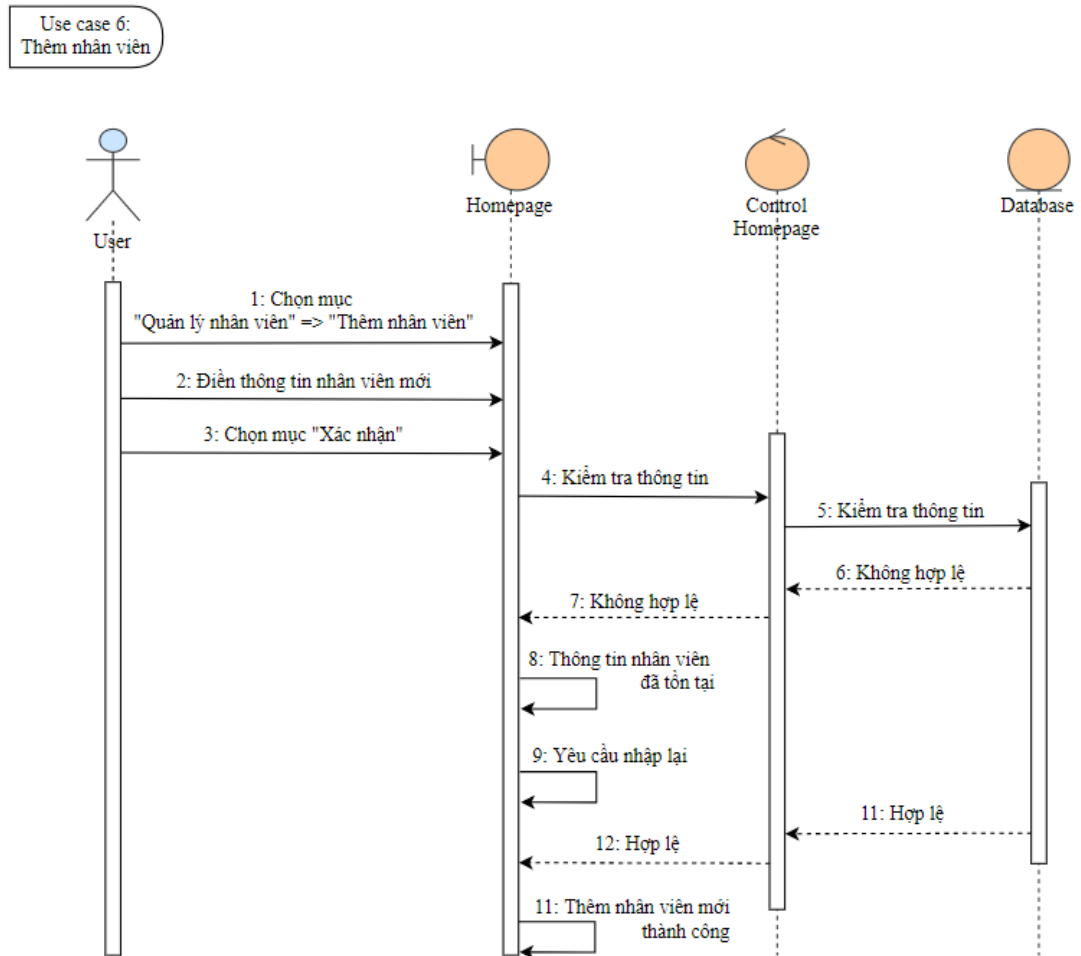 Use case 6:
Thêm nhân viên
User
Homepage
Control
Homepage
Database
1: Chọn mục
"Quản lý nhân viên" => "Thêm nhân viên"
2: Điền thông tin nhân viên mới
3: Chọn mục "Xác nhận"
4: Kiểm tra thông tin
5: Kiểm tra thông tin
6: Không hợp lệ
7: Không hợp lệ
8: Thông tin nhân viên
đã tồn tại
9: Yêu cầu nhập lại
11: Hợp lệ
12: Hợp lệ
11: Thêm nhân viên mới
thành công